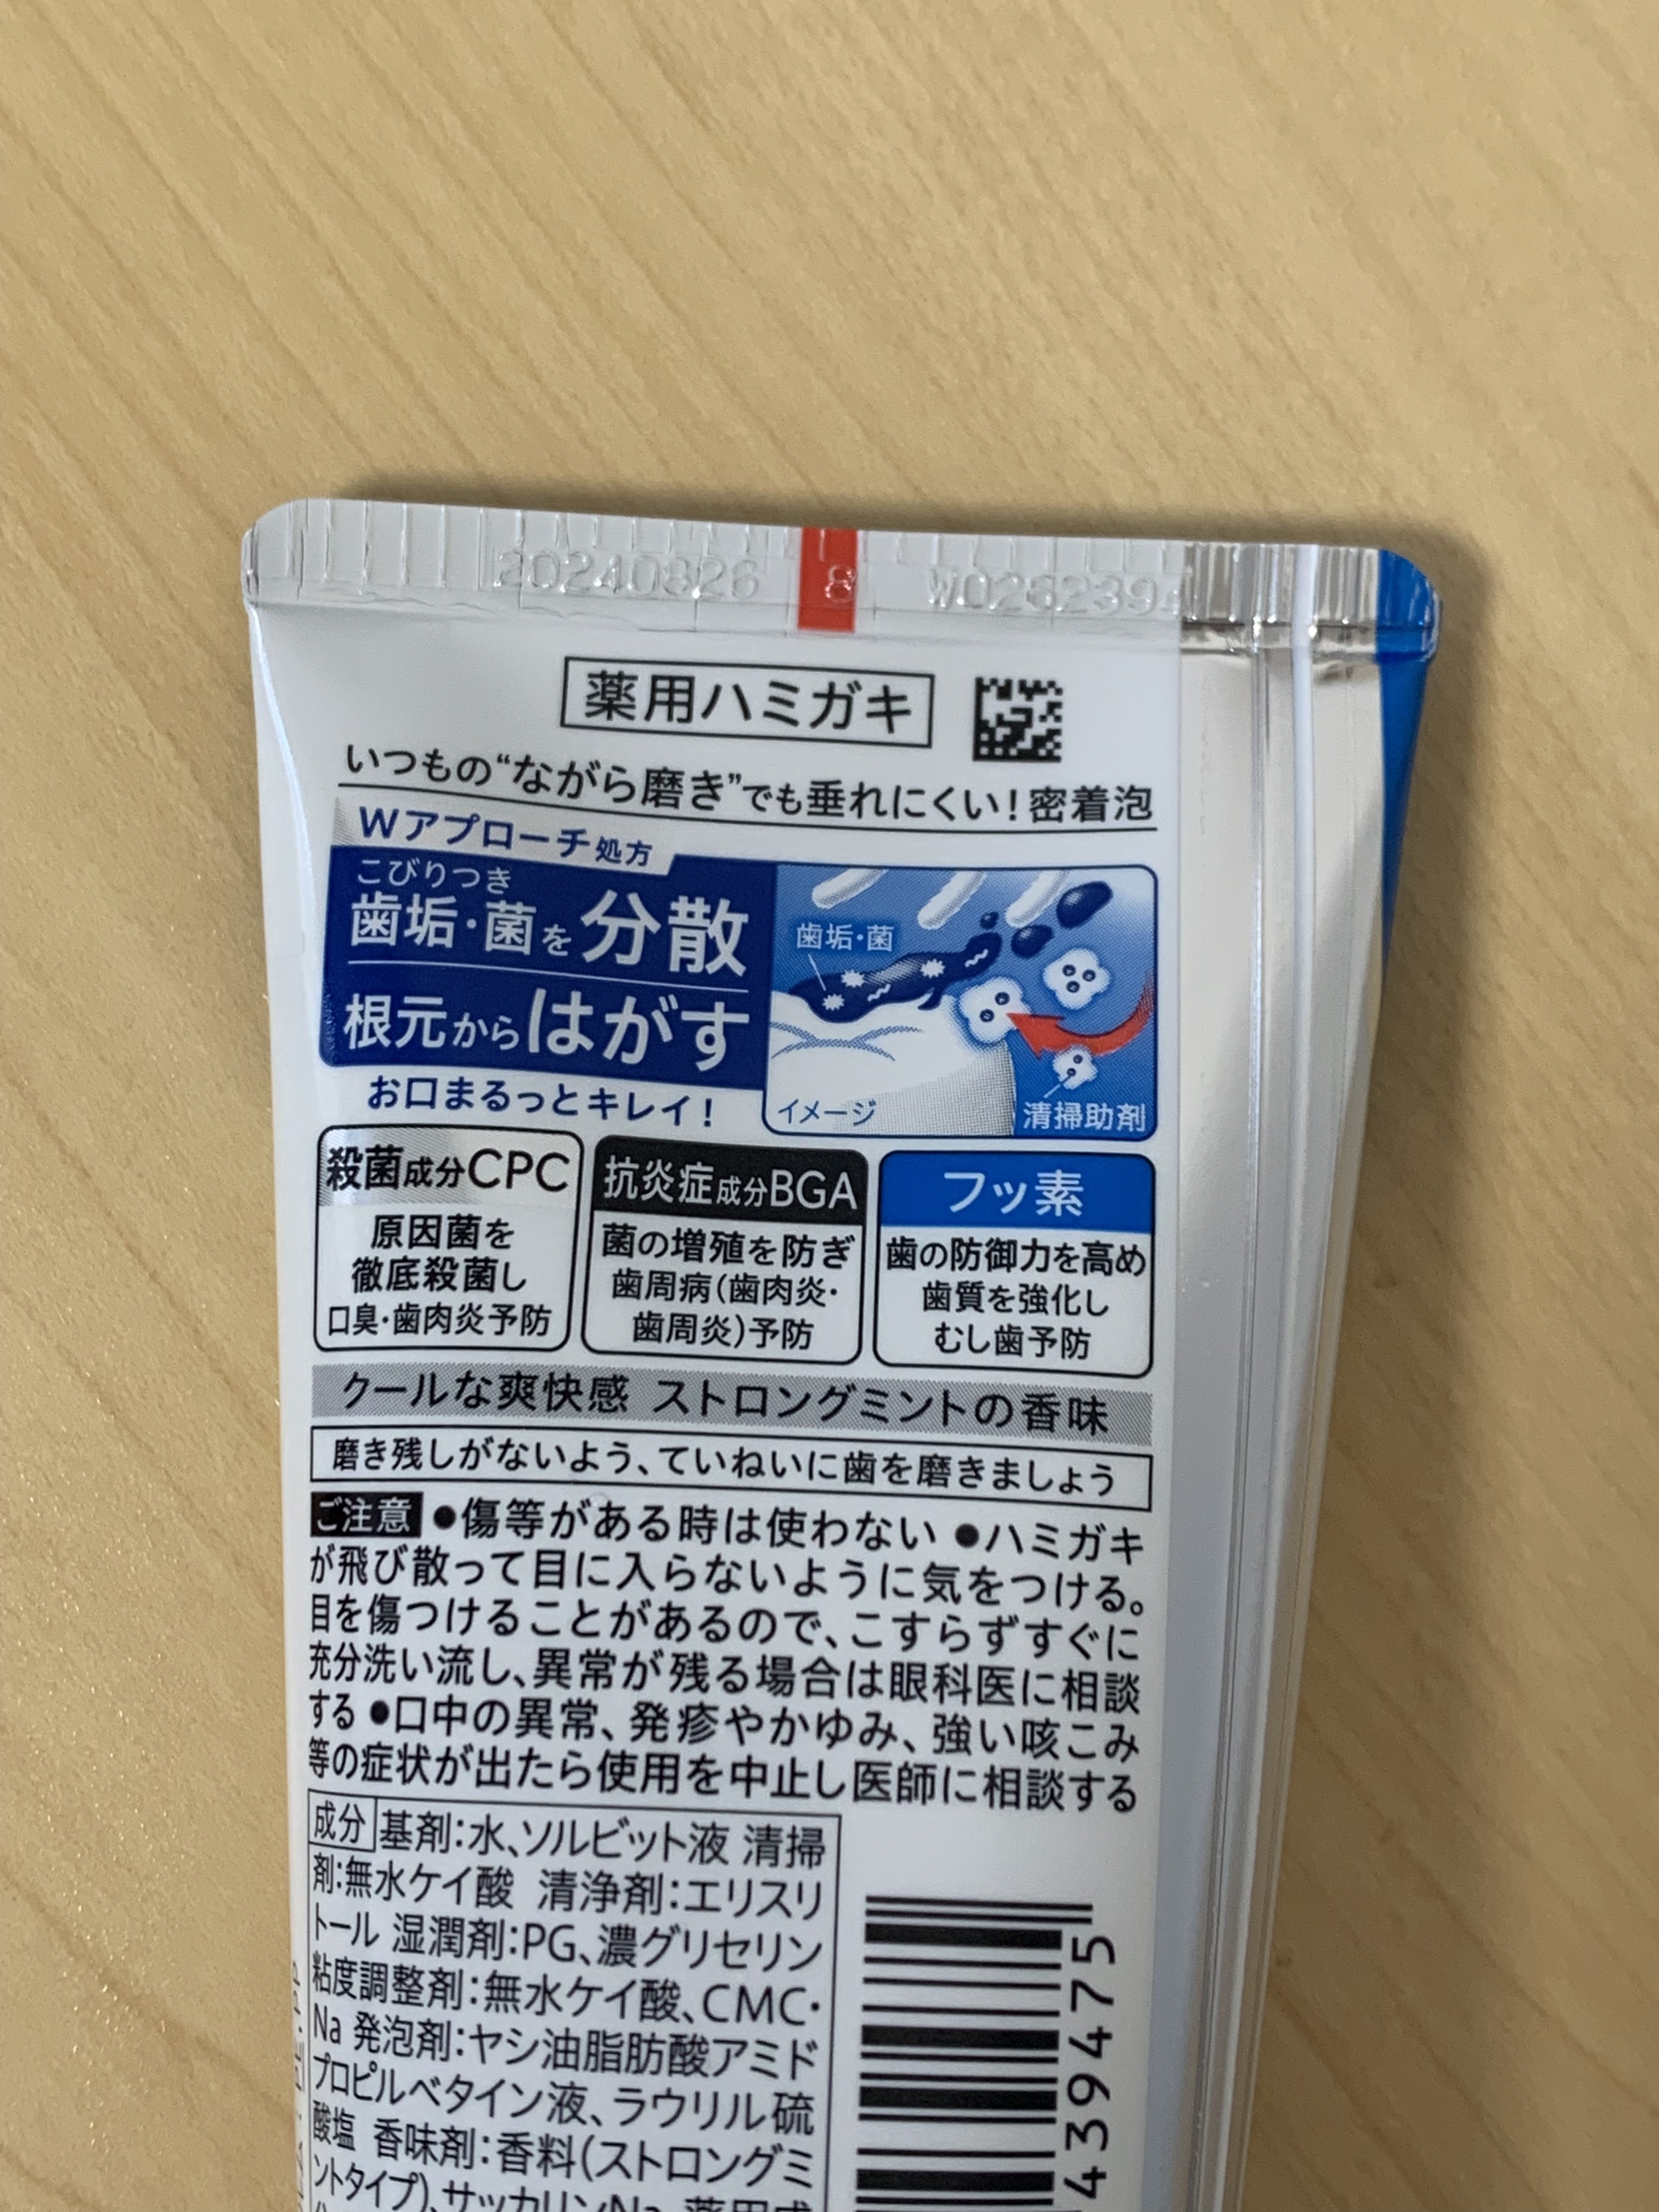 20240826 8 W0262394
薬用ハミガキ
いつもの“ながら磨き”でも垂れにくい！密着泡
Wアプローチ処方
こびりつき
歯垢・菌を分散
根元からはがす
お口まるっとキレイ！
歯垢・菌
イメージ
清掃助剤
殺菌成分CPC
原因菌を
徹底殺菌し
口臭・歯肉炎予防
抗炎症成分BGA
菌の増殖を防ぎ
歯周病（歯肉炎・
歯周炎）予防
フッ素
歯の防御力を高め
歯質を強化し
むし歯予防
クールな爽快感 ストロングミントの香味
磨き残しがないよう、ていねいに歯を磨きましょう
ご注意 ●傷等がある時は使わない ●ハミガキ
が飛び散って目に入らないように気をつける。
目を傷つけることがあるので、こすらずすぐに
充分洗い流し、異常が残る場合は眼科医に相談
する ●口中の異常、発疹やかゆみ、強い咳こみ
等の症状が出たら使用を中止し医師に相談する
成分 基剤：水、ソルビット液 清掃
剤：無水ケイ酸 清浄剤：エリスリ
トール 湿潤剤：PG、濃グリセリン
粘度調整剤：無水ケイ酸、CMC・
Na 発泡剤：ヤシ油脂肪酸アミド
プロピルベタイン液、ラウリル硫
酸塩 香味剤：香料（ストロングミ
ントタイプ）、サッカリンNa
439475